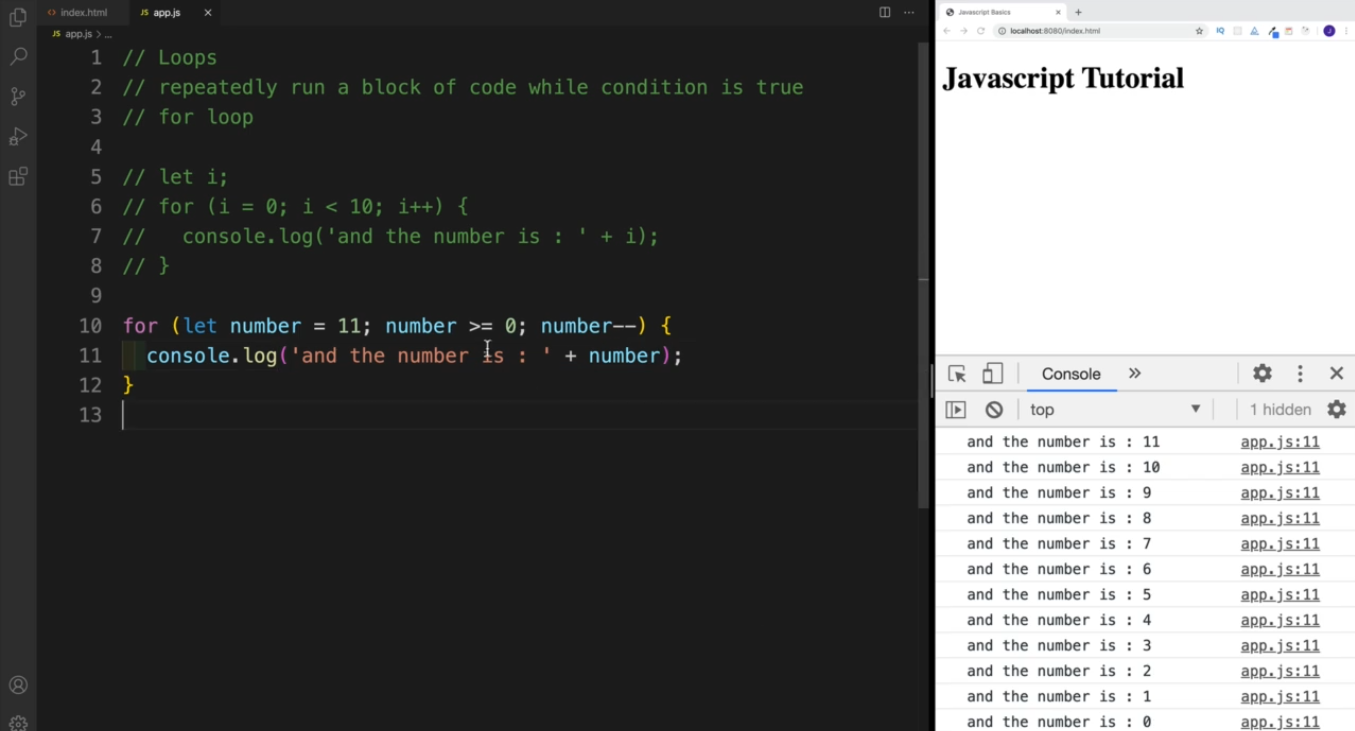 index.html
JS app.js
JS app.js > ...
1 // Loops
2 // repeatedly run a block of code while condition is true
3 // for loop
4
5 // let i;
6 // for (i = 0; i < 10; i++) {
7 //   console.log('and the number is : ' + i);
8 // }
9
10 for (let number = 11; number >= 0; number--) {
11   console.log('and the number is : ' + number);
12 }
13
Javascript Basics
localhost:8080/index.html
IQ
J
Javascript Tutorial
Console
top
1 hidden
and the number is : 11 app.js:11
and the number is : 10 app.js:11
and the number is : 9 app.js:11
and the number is : 8 app.js:11
and the number is : 7 app.js:11
and the number is : 6 app.js:11
and the number is : 5 app.js:11
and the number is : 4 app.js:11
and the number is : 3 app.js:11
and the number is : 2 app.js:11
and the number is : 1 app.js:11
and the number is : 0 app.js:11